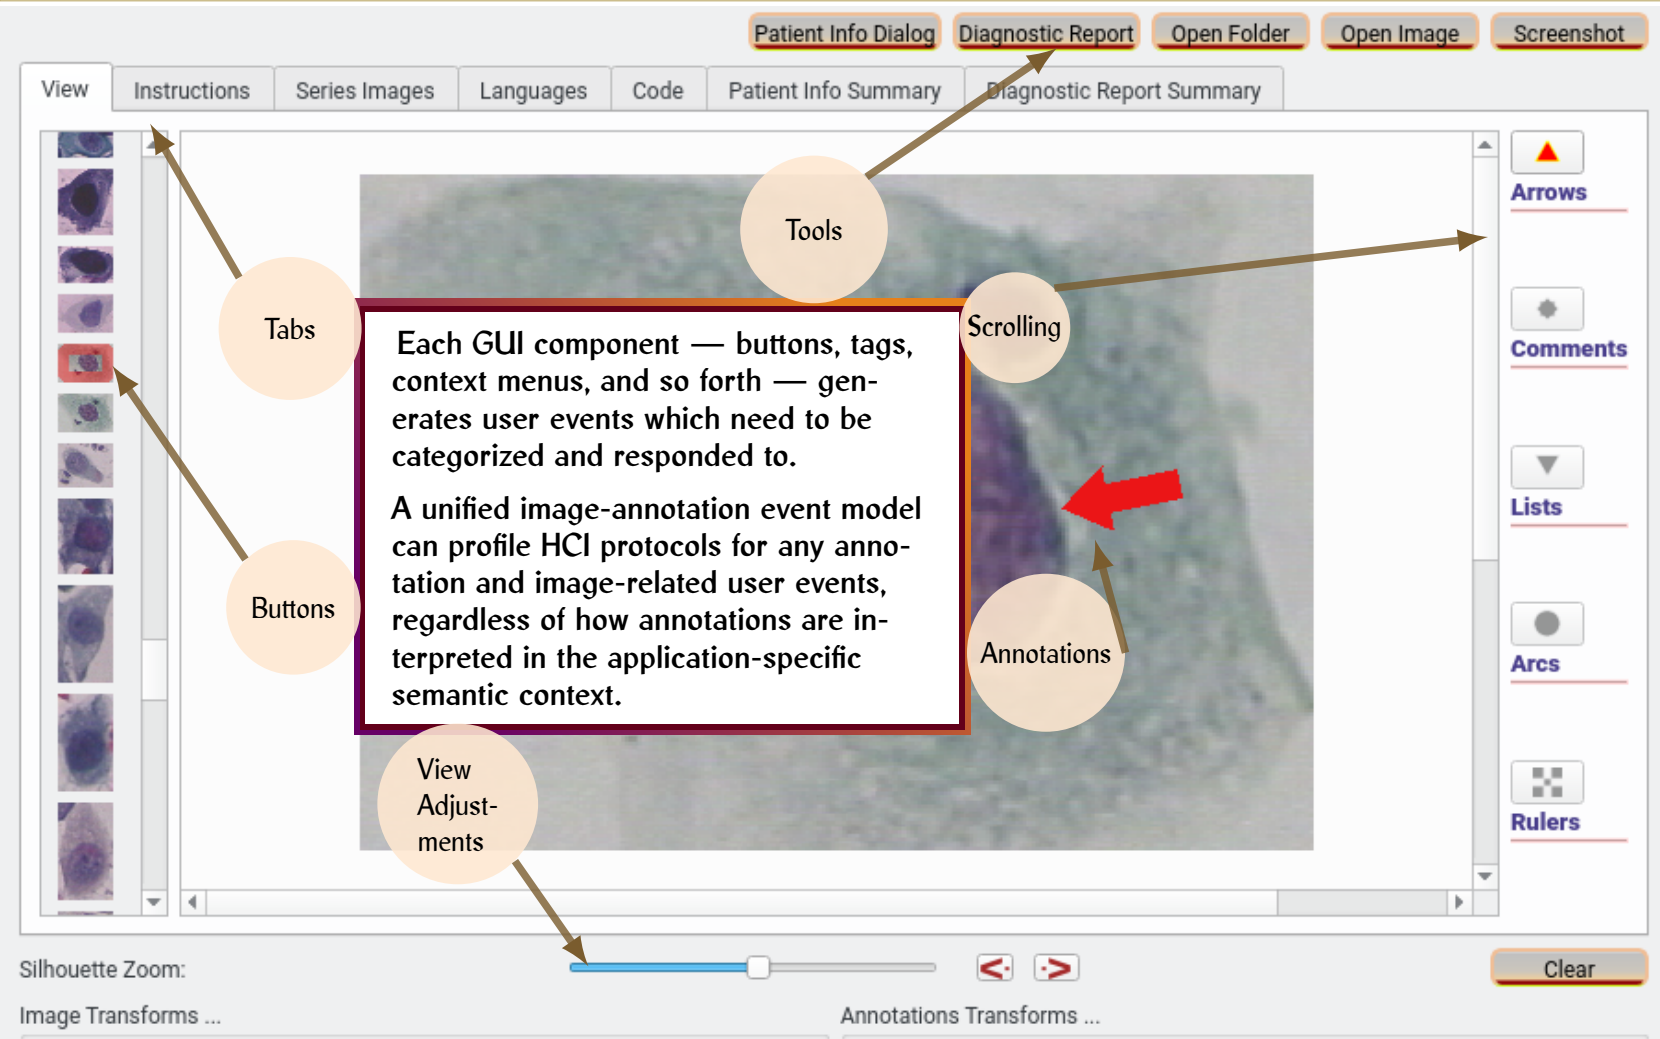 Patient Info Dialog
Diagnostic Report
Open Folder
Open Image
Screenshot
View
Instructions
Series Images
Languages
Code
Patient Info Summary
Diagnostic Report Summary
Tools
Tabs
Scrolling
Buttons
Annotations
View
Adjust-
ments
Each GUI component — buttons, tags,
context menus, and so forth — gen-
erates user events which need to be
categorized and responded to.
A unified image-annotation event model
can profile HCI protocols for any anno-
tation and image-related user events,
regardless of how annotations are in-
terpreted in the application-specific
semantic context.
Arrows
Comments
Lists
Arcs
Rulers
Silhouette Zoom:
<·
·>
Clear
Image Transforms ...
Annotations Transforms ...